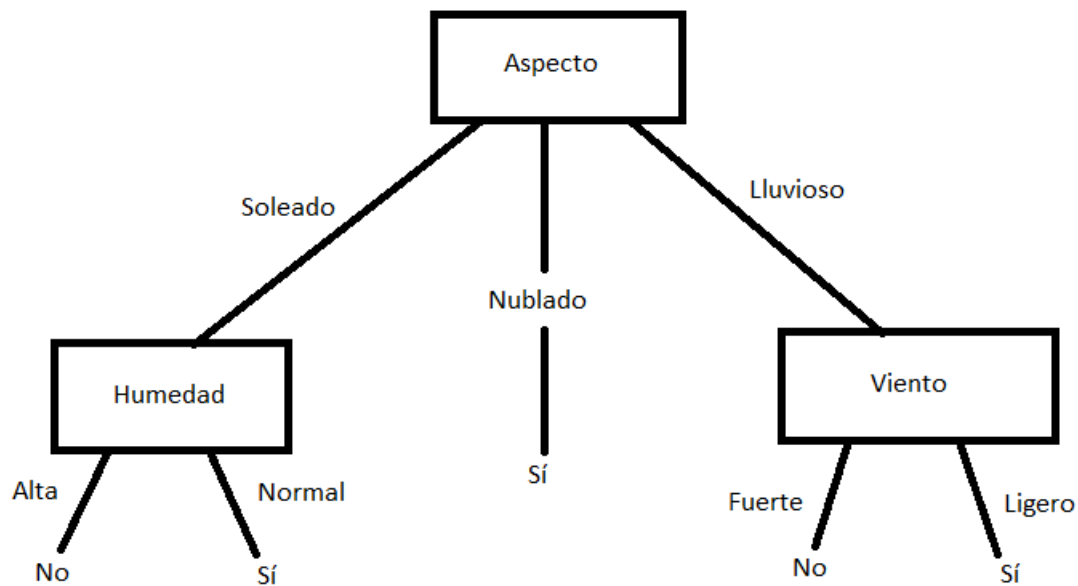 Aspecto
Soleado
Lluvioso
Nublado
Humedad
Viento
Alta
Normal
Sí
Fuerte
Ligero
No
Sí
No
Sí